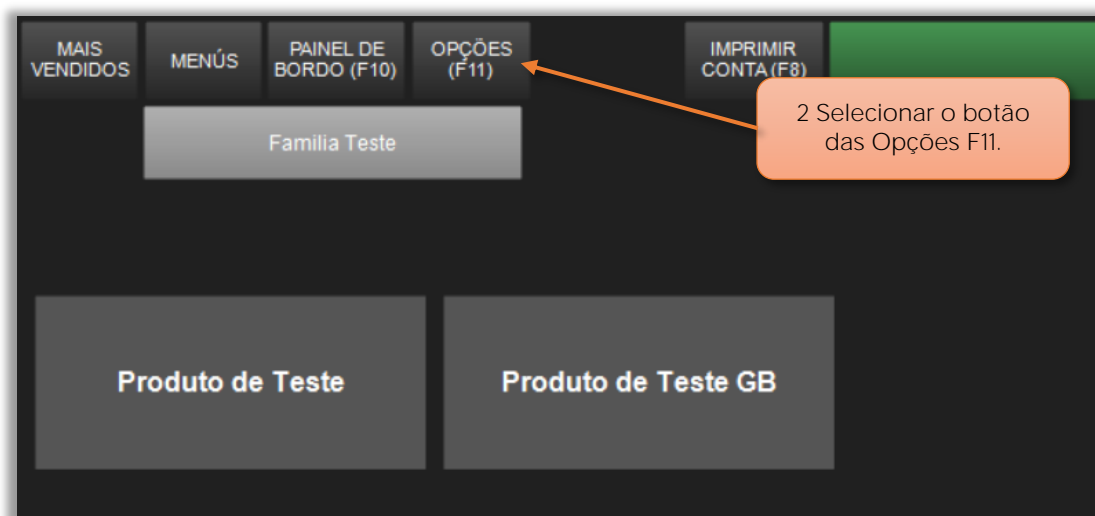 MAIS
VENDIDOS
MENÚS
PAINEL DE
BORDO (F10)
OPÇÕES
(F11)
IMPRIMIR
CONTA (F8)
2 Selecionar o botão
das Opções F11.
Familia Teste
Produto de Teste
Produto de Teste GB